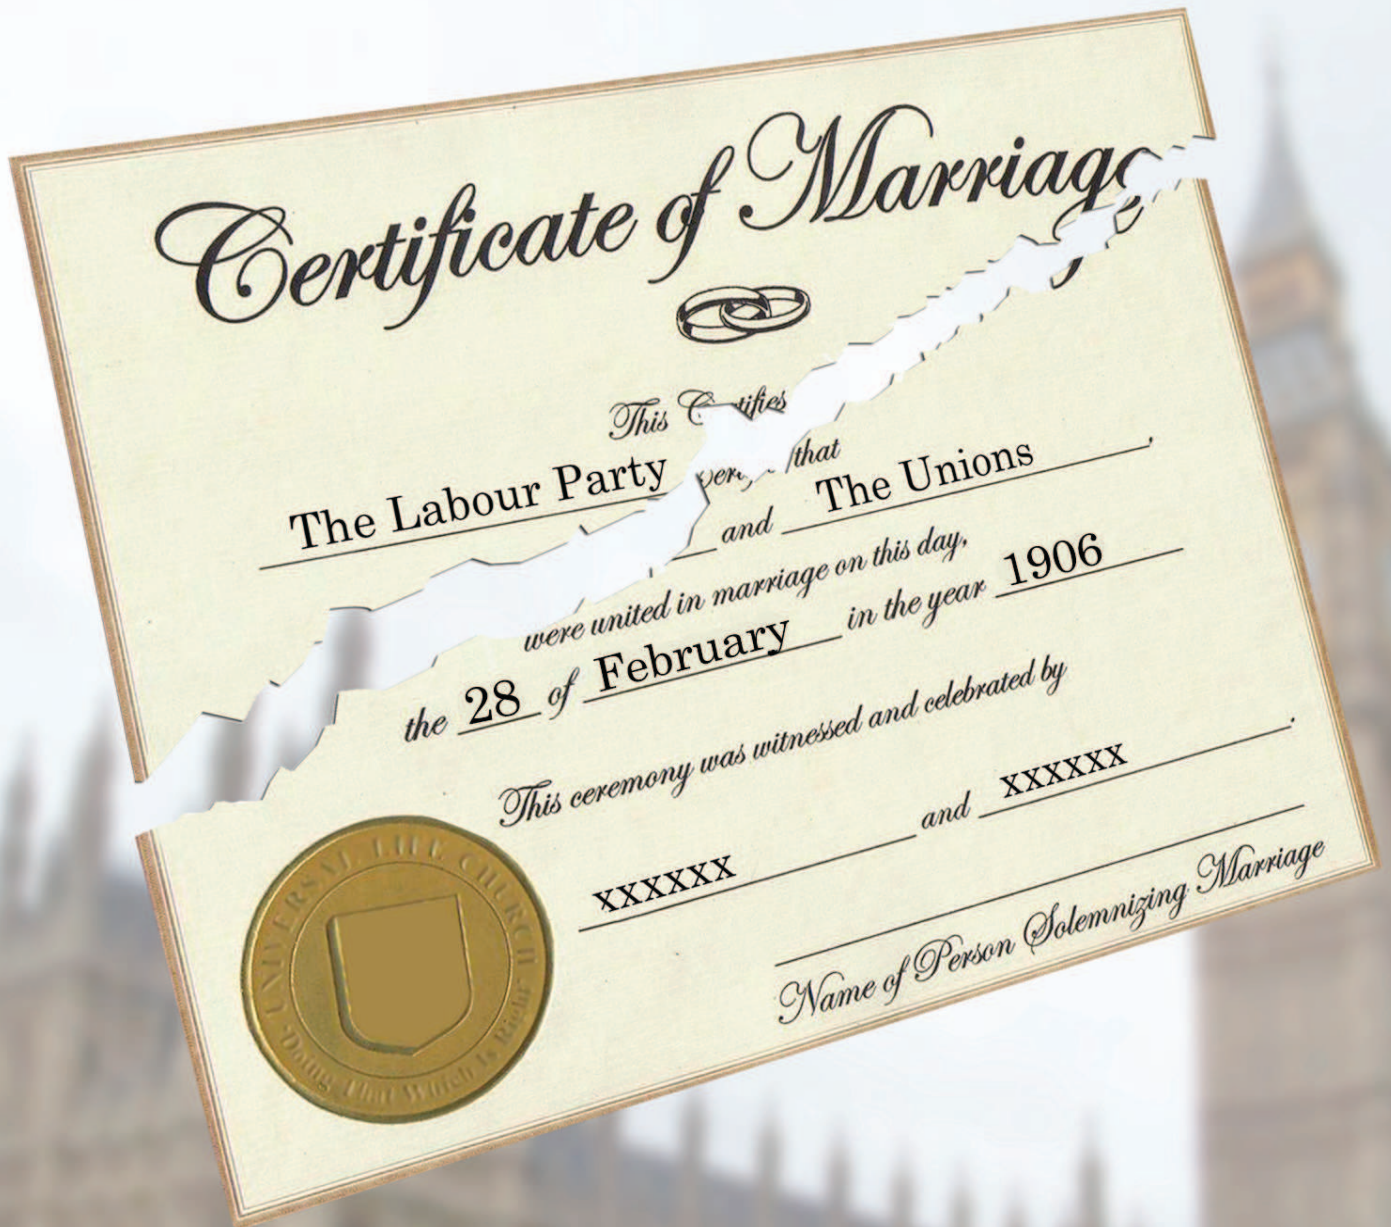 Certificate of Marriage
This Certifies
that
The Labour Party and The Unions,
were united in marriage on this day,
the 28 of February in the year 1906
This ceremony was witnessed and celebrated by
xxxxxx and xxxxxx.
Name of Person Solemnizing Marriage
UNIVERSAL LIFE CHURCH
"Doing That Which Is Right"